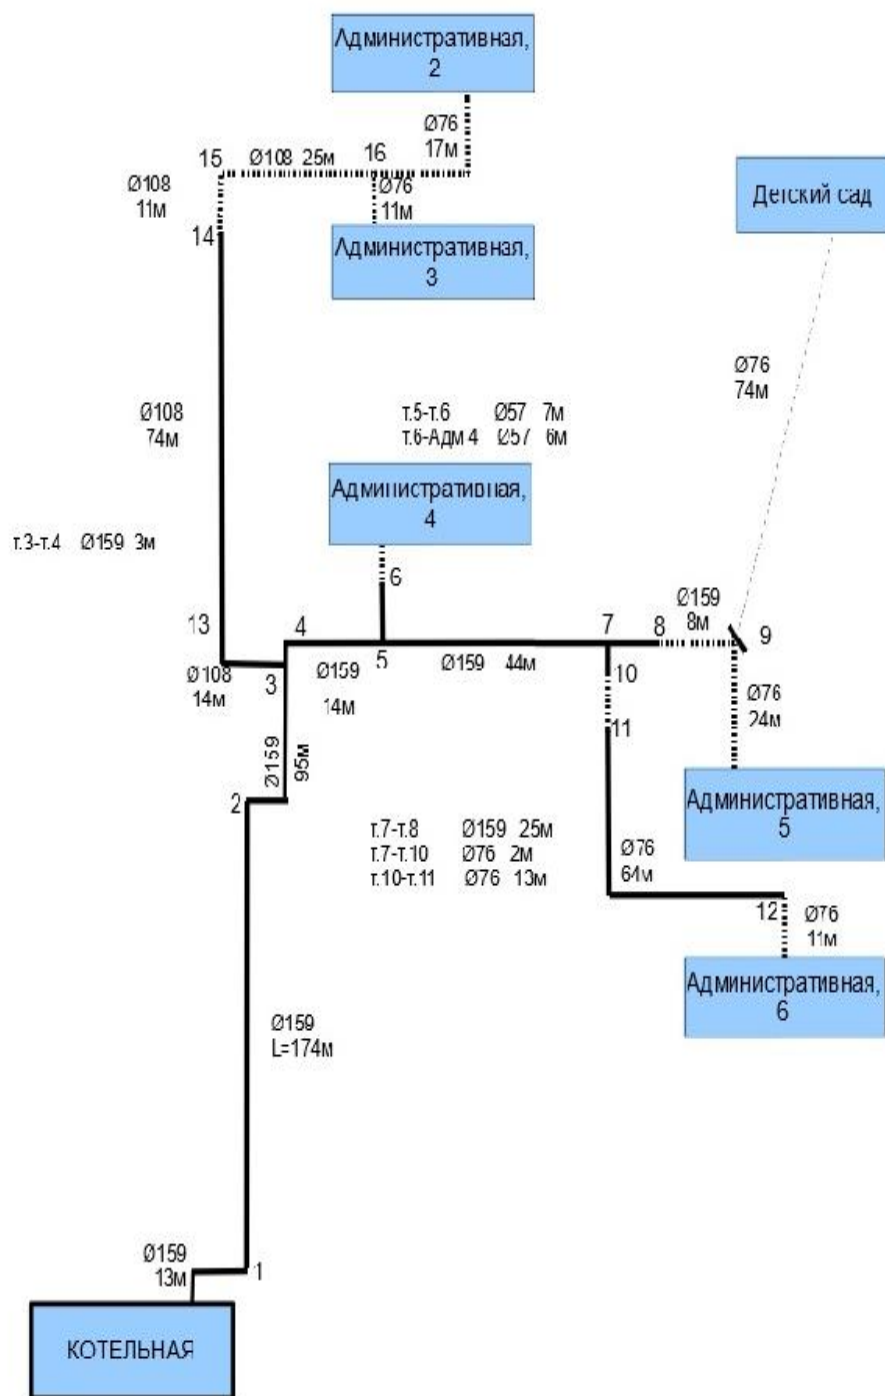 Административная,
2
Ø76
17м
15
Ø108 25м
16
Ø108
11м
Ø76
11м
14
Детский сад
Административная,
3
Ø76
74м
Ø108
74м
т.5-т.6 Ø57 7м
т.6-Адм 4 Ø57 6м
Административная,
4
т.3-т.4 Ø159 3м
6
Ø159
8м
13
4
7
8
9
5
3
Ø108
14м
Ø159
14м
Ø159 44м
10
Ø76
24м
11
Ø159
95м
2
Административная,
5
т.7-т.8 Ø159 25м
т.7-т.10 Ø76 2м
т.10-т.11 Ø76 13м
Ø76
64м
12
Ø76
11м
Административная,
6
Ø159
L=174м
Ø159
13м
1
КОТЕЛЬНАЯ